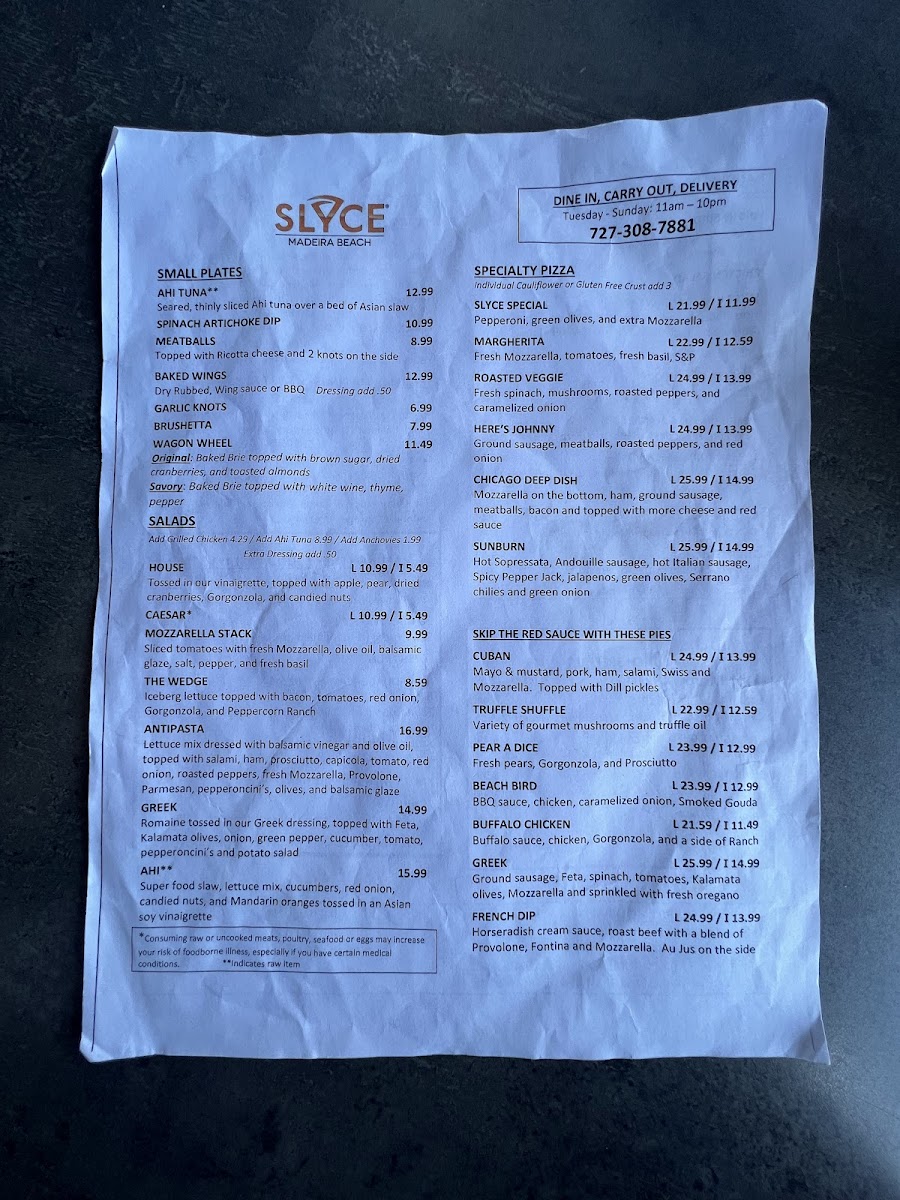 SLYCE
MADEIRA BEACH
DINE IN, CARRY OUT, DELIVERY
Tuesday - Sunday: 11am – 10pm
727-308-7881
SMALL PLATES
AHI TUNA** 12.99
Seared, thinly sliced Ahi tuna over a bed of Asian slaw
SPINACH ARTICHOKE DIP 10.99
MEATBALLS 8.99
Topped with Ricotta cheese and 2 knots on the side
BAKED WINGS 12.99
Dry Rubbed, Wing sauce or BBQ Dressing add .50
GARLIC KNOTS 6.99
BRUSHETTA 7.99
WAGON WHEEL 11.49
Original: Baked Brie topped with brown sugar, dried
cranberries, and toasted almonds
Savory: Baked Brie topped with white wine, thyme,
pepper
SALADS
Add Grilled Chicken 4.29 / Add Ahi Tuna 8.99 / Add Anchovies 1.99
Extra Dressing add .50
HOUSE L 10.99 / I 5.49
Tossed in our vinaigrette, topped with apple, pear, dried
cranberries, Gorgonzola, and candied nuts
CAESAR* L 10.99 / I 5.49
MOZZARELLA STACK 9.99
Sliced tomatoes with fresh Mozzarella, olive oil, balsamic
glaze, salt, pepper, and fresh basil
THE WEDGE 8.59
Iceberg lettuce topped with bacon, tomatoes, red onion,
Gorgonzola, and Peppercorn Ranch
ANTIPASTA 16.99
Lettuce mix dressed with balsamic vinegar and olive oil,
topped with salami, ham, prosciutto, capicola, tomato, red
onion, roasted peppers, fresh Mozzarella, Provolone,
Parmesan, pepperoncini's, olives, and balsamic glaze
GREEK 14.99
Romaine tossed in our Greek dressing, topped with Feta,
Kalamata olives, onion, green pepper, cucumber, tomato,
pepperoncini's and potato salad
AHI** 15.99
Super food slaw, lettuce mix, cucumbers, red onion,
candied nuts, and Mandarin oranges tossed in an Asian
soy vinaigrette
*Consuming raw or uncooked meats, poultry, seafood or eggs may increase
your risk of foodborne illness, especially if you have certain medical
conditions. **Indicates raw item
SPECIALTY PIZZA
Individual Cauliflower or Gluten Free Crust add 3
SLYCE SPECIAL L 21.99 / I 11.99
Pepperoni, green olives, and extra Mozzarella
MARGHERITA L 22.99 / I 12.59
Fresh Mozzarella, tomatoes, fresh basil, S&P
ROASTED VEGGIE L 24.99 / I 13.99
Fresh spinach, mushrooms, roasted peppers, and
caramelized onion
HERE'S JOHNNY L 24.99 / I 13.99
Ground sausage, meatballs, roasted peppers, and red
onion
CHICAGO DEEP DISH L 25.99 / I 14.99
Mozzarella on the bottom, ham, ground sausage,
meatballs, bacon and topped with more cheese and red
sauce
SUNBURN L 25.99 / I 14.99
Hot Sopressata, Andouille sausage, hot Italian sausage,
Spicy Pepper Jack, jalapenos, green olives, Serrano
chilies and green onion
SKIP THE RED SAUCE WITH THESE PIES
CUBAN L 24.99 / I 13.99
Mayo & mustard, pork, ham, salami, Swiss and
Mozzarella. Topped with Dill pickles
TRUFFLE SHUFFLE L 22.99 / I 12.59
Variety of gourmet mushrooms and truffle oil
PEAR A DICE L 23.99 / I 12.99
Fresh pears, Gorgonzola, and Prosciutto
BEACH BIRD L 23.99 / I 12.99
BBQ sauce, chicken, caramelized onion, Smoked Gouda
BUFFALO CHICKEN L 21.59 / I 11.49
Buffalo sauce, chicken, Gorgonzola, and a side of Ranch
GREEK L 25.99 / I 14.99
Ground sausage, Feta, spinach, tomatoes, Kalamata
olives, Mozzarella and sprinkled with fresh oregano
FRENCH DIP L 24.99 / I 13.99
Horseradish cream sauce, roast beef with a blend of
Provolone, Fontina and Mozzarella. Au Jus on the side